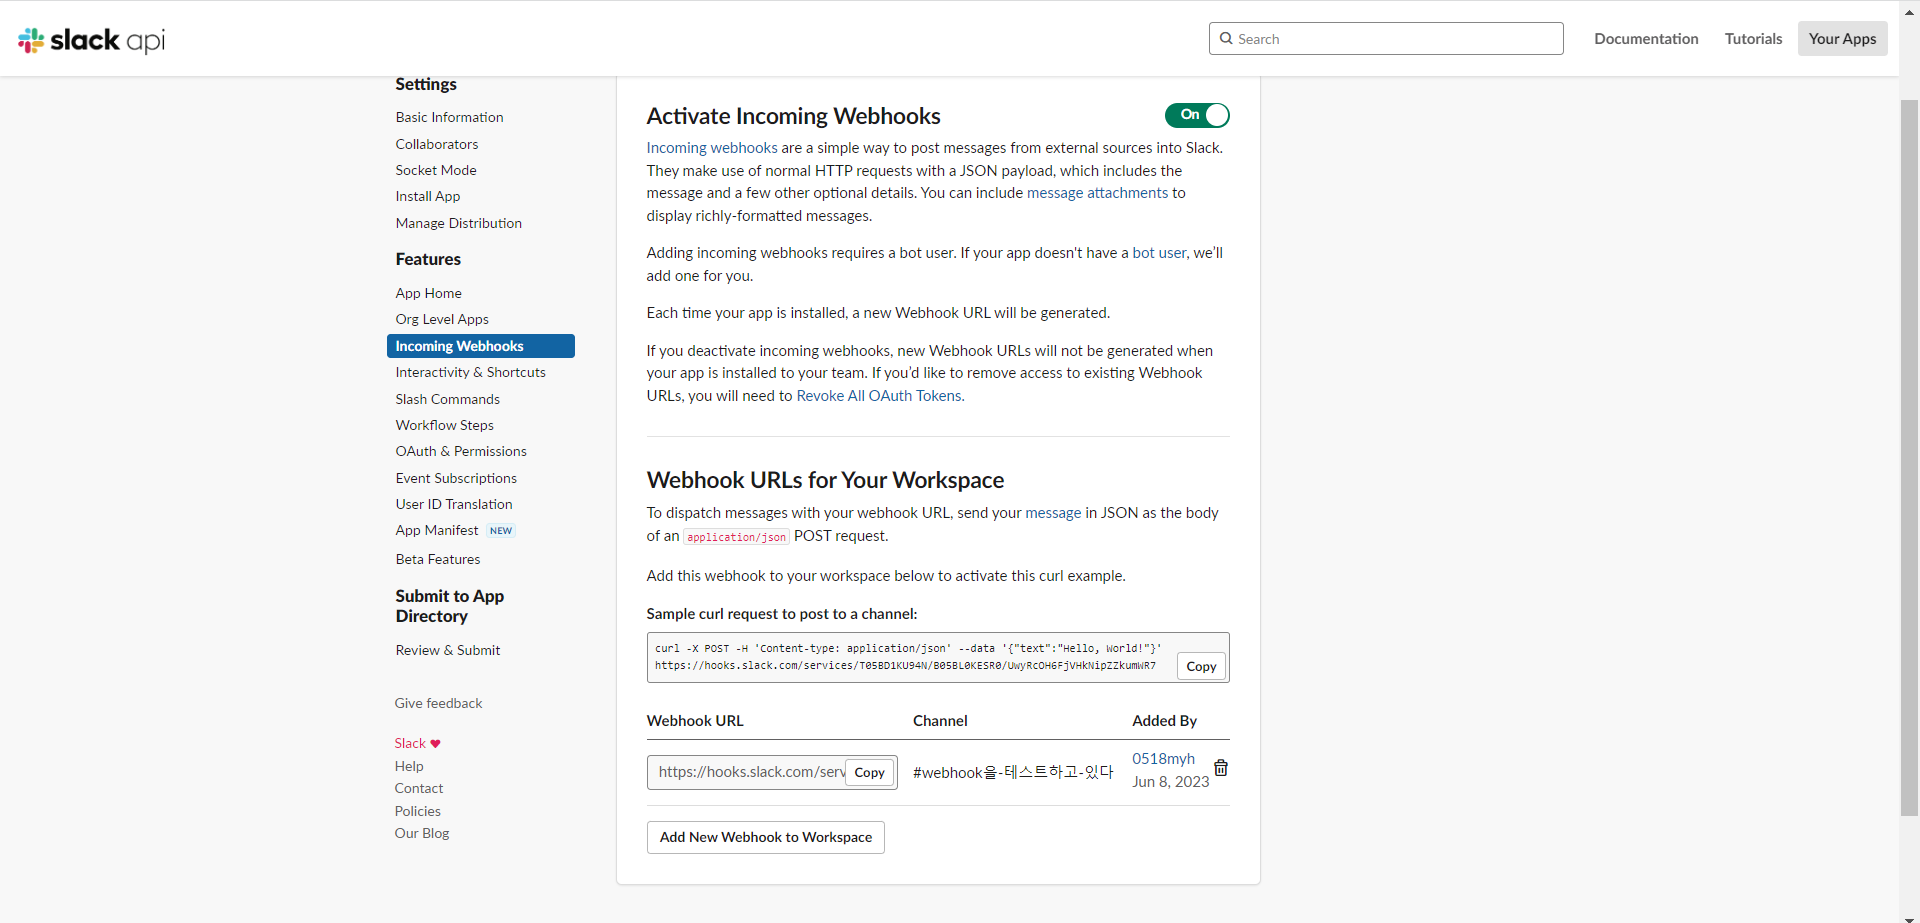 slack api
Search
Documentation
Tutorials
Your Apps
Settings
Basic Information
Collaborators
Socket Mode
Install App
Manage Distribution
Features
App Home
Org Level Apps
Incoming Webhooks
Interactivity & Shortcuts
Slash Commands
Workflow Steps
OAuth & Permissions
Event Subscriptions
User ID Translation
App Manifest NEW
Beta Features
Submit to App
Directory
Review & Submit
Give feedback
Slack ♥
Help
Contact
Policies
Our Blog
Activate Incoming Webhooks
On
Incoming webhooks are a simple way to post messages from external sources into Slack.
They make use of normal HTTP requests with a JSON payload, which includes the
message and a few other optional details. You can include message attachments to
display richly-formatted messages.
Adding incoming webhooks requires a bot user. If your app doesn't have a bot user, we'll
add one for you.
Each time your app is installed, a new Webhook URL will be generated.
If you deactivate incoming webhooks, new Webhook URLs will not be generated when
your app is installed to your team. If you'd like to remove access to existing Webhook
URLs, you will need to Revoke All OAuth Tokens.
Webhook URLs for Your Workspace
To dispatch messages with your webhook URL, send your message in JSON as the body
of an application/json POST request.
Add this webhook to your workspace below to activate this curl example.
Sample curl request to post to a channel:
curl -X POST -H 'Content-type: application/json' --data '{"text":"Hello, World!"}'
https://hooks.slack.com/services/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
Copy
Webhook URL
Channel
Added By
https://hooks.slack.com/serv
Copy
#webhook을-테스트하고-있다
0518myh
Jun 8, 2023
Add New Webhook to Workspace